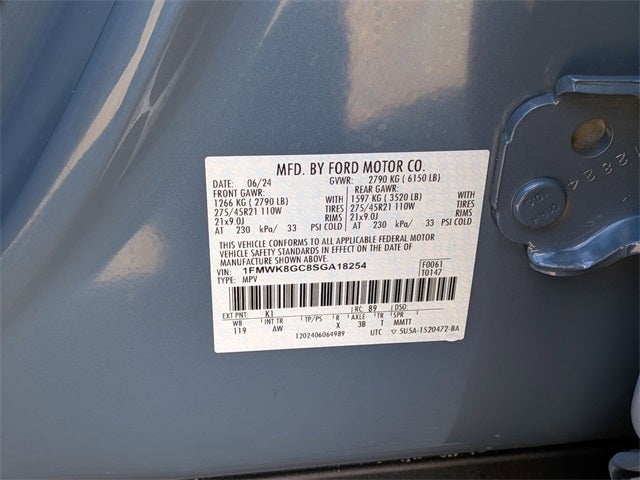 MFD. BY FORD MOTOR CO.
DATE: 06/24 GVWR: 2790 KG ( 6150 LB)
FRONT GAWR: REAR GAWR:
1266 KG ( 2790 LB) WITH 1597 KG ( 3520 LB) WITH
275/45R21 110W TIRES 275/45R21 110W TIRES
21x9.0J RIMS 21x9.0J RIMS
AT 230 kPa/ 33 PSI COLD AT 230 kPa/ 33 PSI COLD
THIS VEHICLE CONFORMS TO ALL APPLICABLE FEDERAL MOTOR
VEHICLE SAFETY STANDARDS IN EFFECT ON THE DATE OF
MANUFACTURE SHOWN ABOVE.
VIN: 1FMWK8GC8SGA18254 F0061
TYPE: MPV T0147
EXT PNT: K1 RC: 89 DSO:
WB INT TR TP/PS R AXLE TR SPR
119 AW X 38 T MMTT
1202406064989 UTC 5U5A-1520472-BA
12824